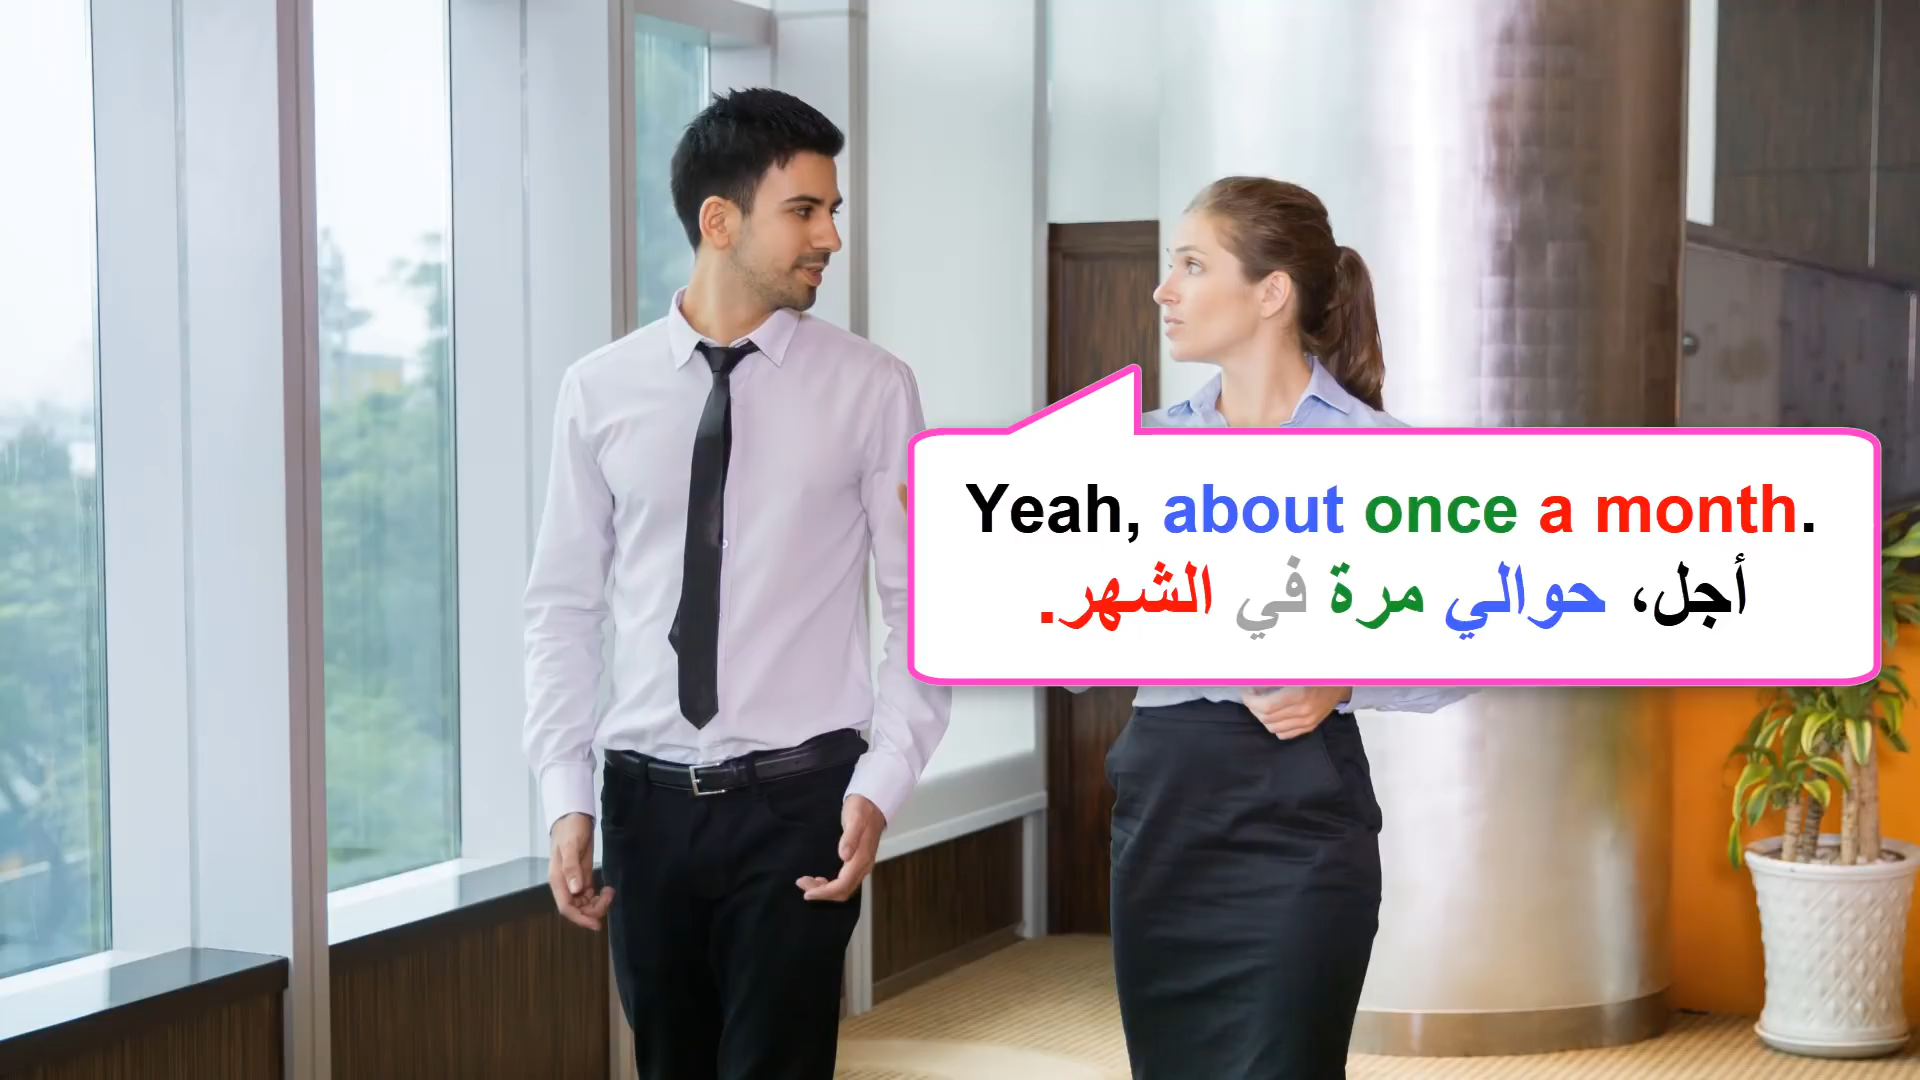 Yeah, about once a month.
أجل، حوالي مرة في الشهر.